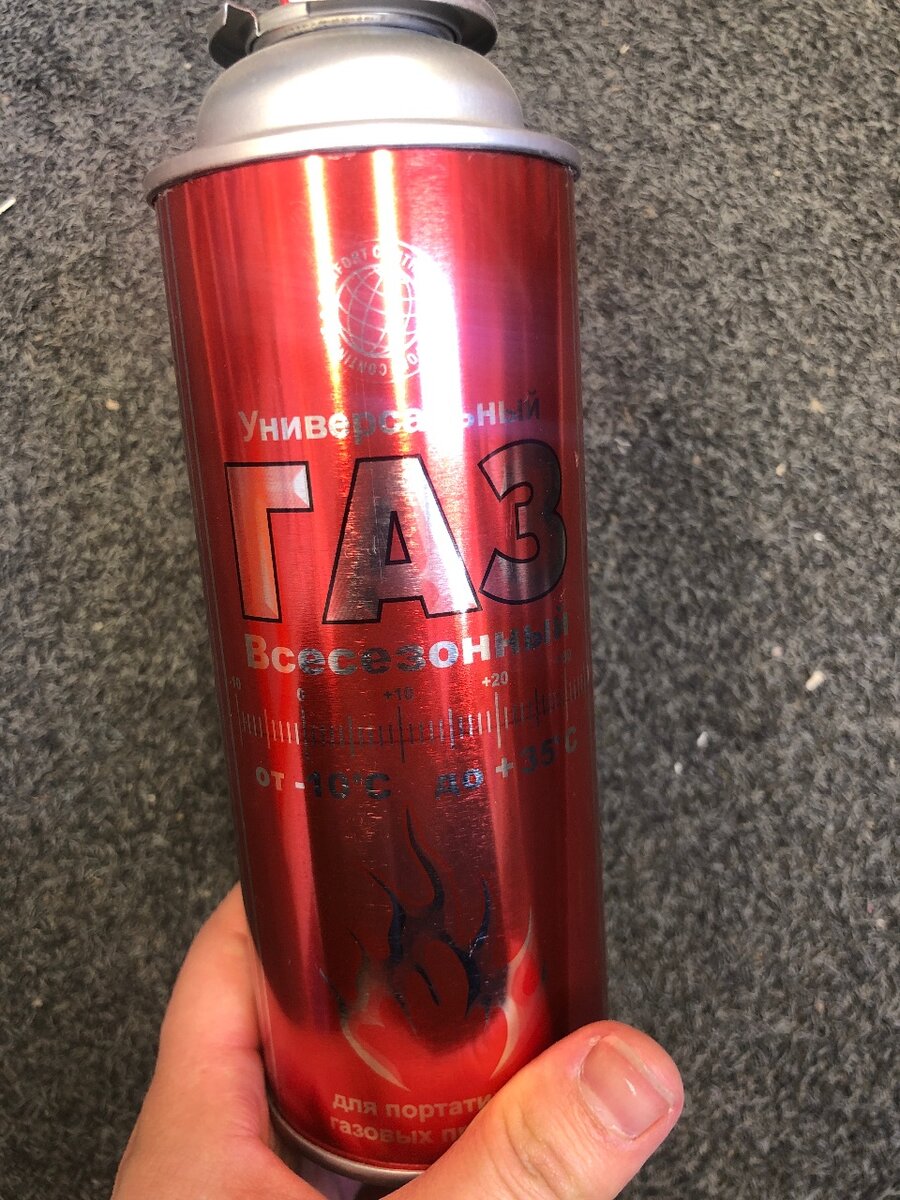 Универсальный
ГАЗ
Всесезонный
0 +10 +20
от -10°C до +35°C
для
газовых